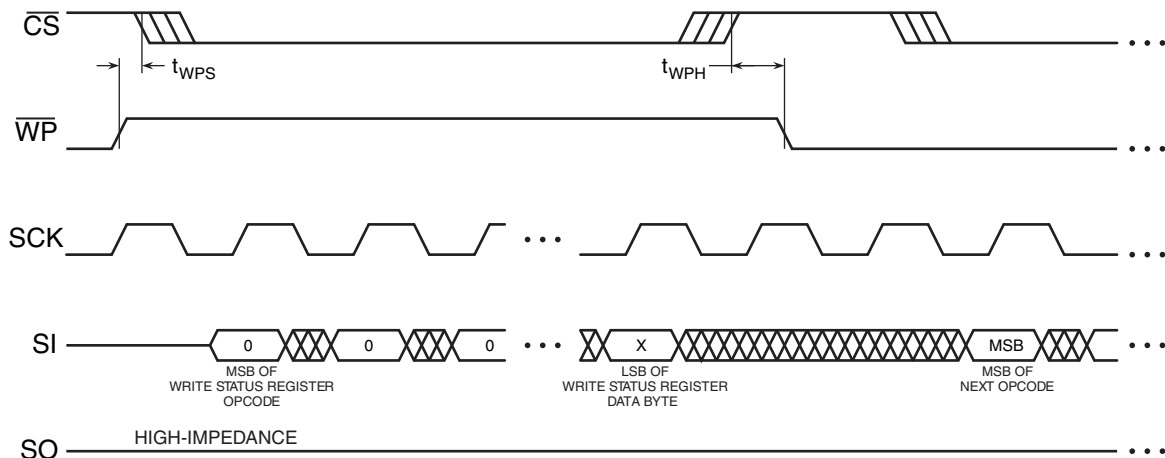 CS
tWPS
tWPH
WP
SCK
SI
0
0
0
X
MSB
MSB OF
WRITE STATUS REGISTER
OPCODE
LSB OF
WRITE STATUS REGISTER
DATA BYTE
MSB OF
NEXT OPCODE
SO
HIGH-IMPEDANCE